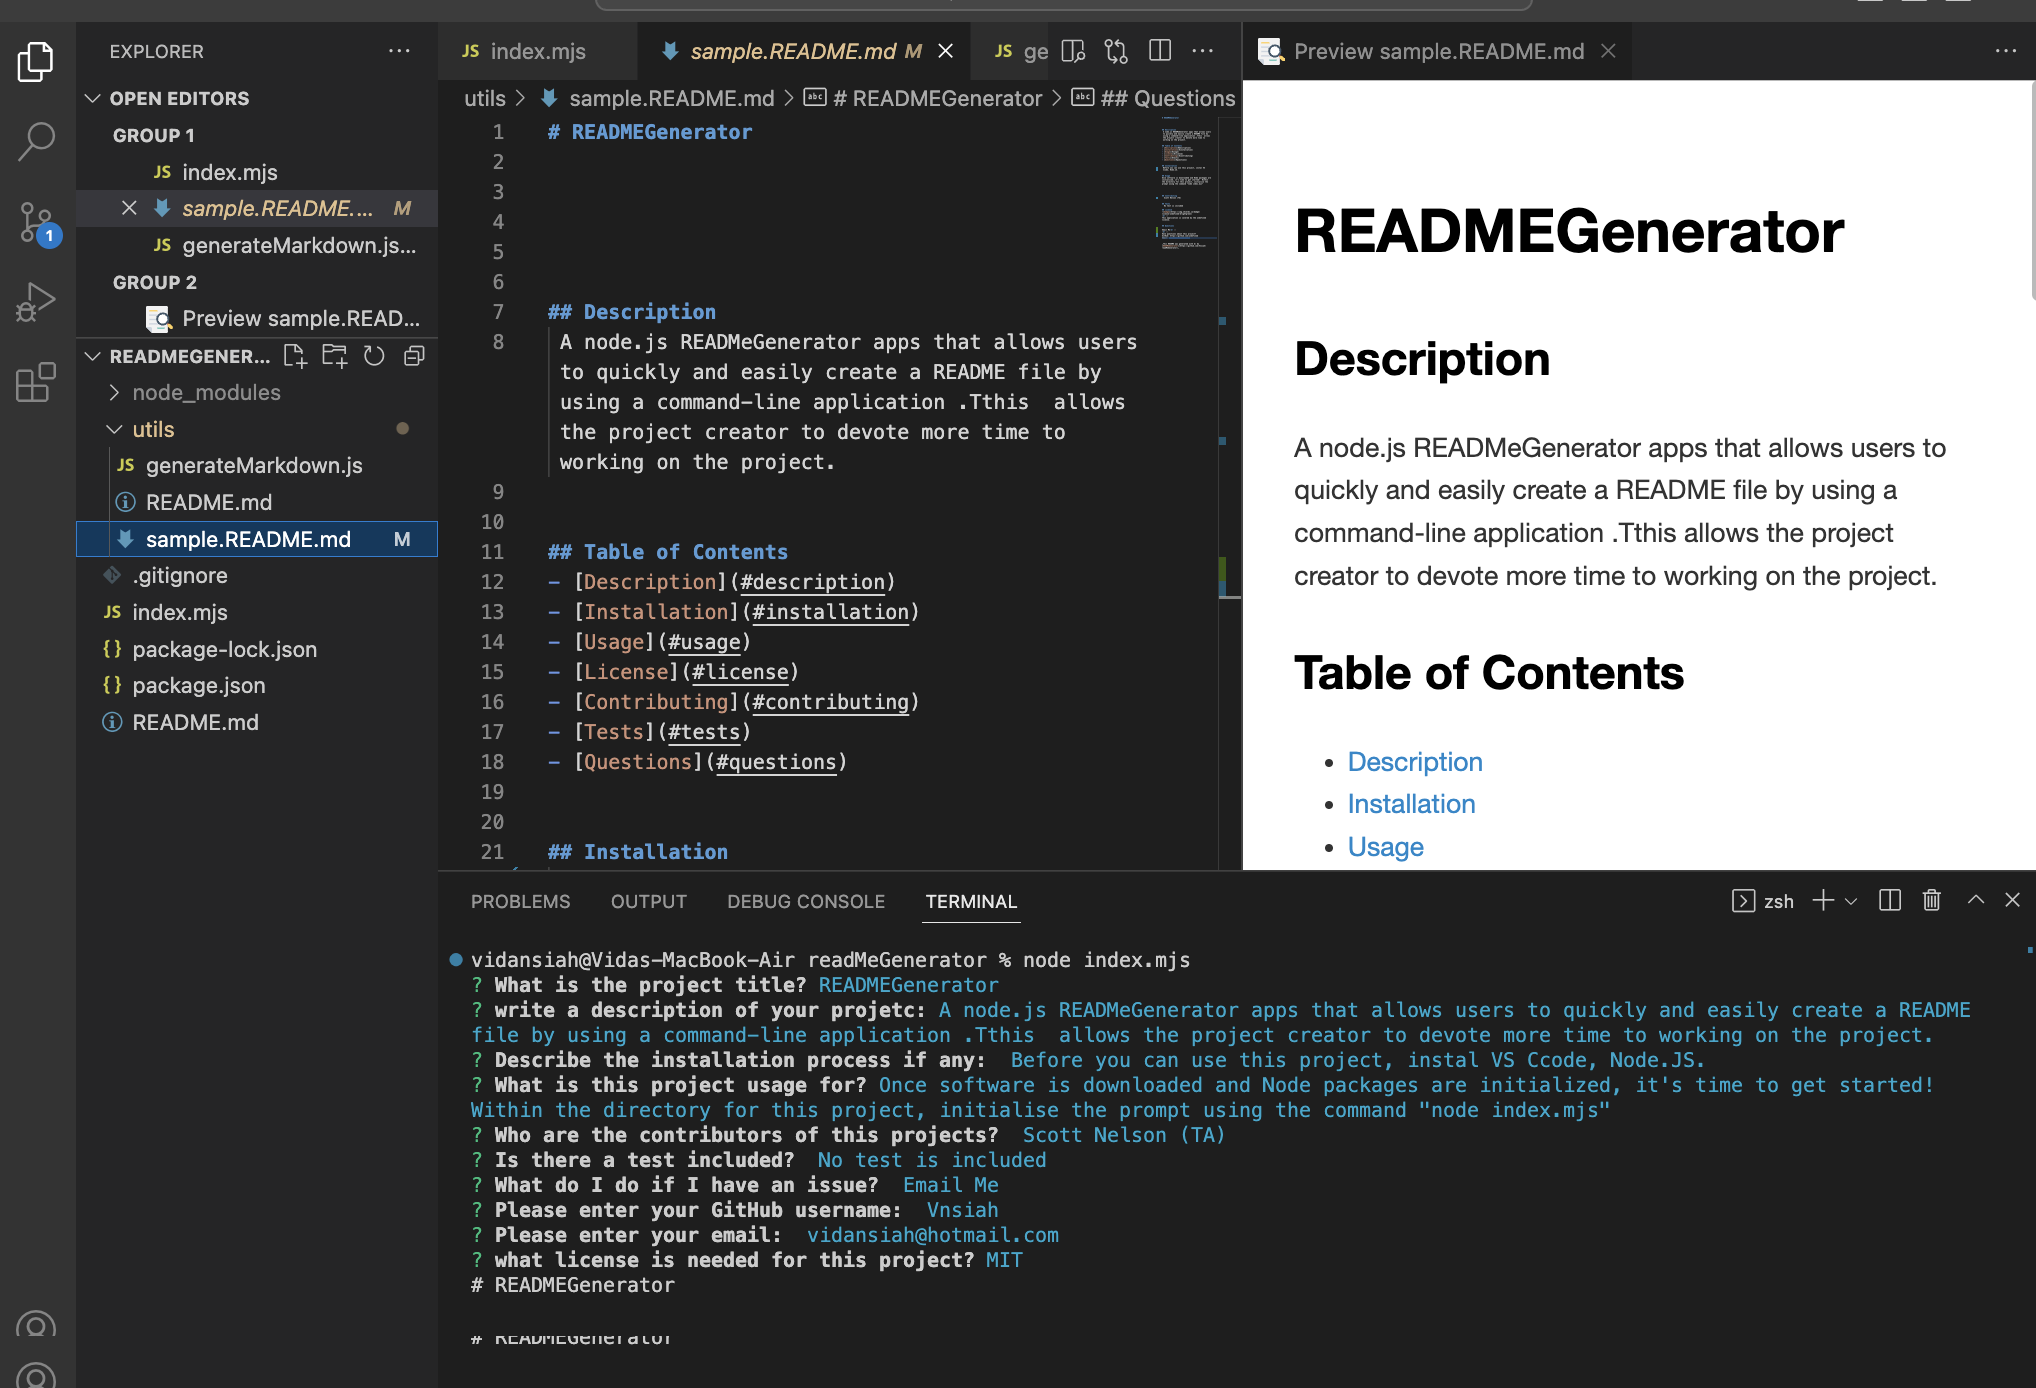 EXPLORER
OPEN EDITORS
GROUP 1
JS index.mjs
sample.README.... M
JS generateMarkdown.js...
GROUP 2
Preview sample.READ...
READMEGENER...
node_modules
utils
JS generateMarkdown.js
README.md
sample.README.md M
.gitignore
JS index.mjs
{} package-lock.json
{} package.json
README.md
1
JS index.mjs
sample.README.md M
JS ge
utils > sample.README.md > # READMEGenerator > ## Questions
1 # READMEGenerator
2
3
4
5
6
7 ## Description
8 A node.js READMeGenerator apps that allows users
to quickly and easily create a README file by
using a command-line application .Tthis  allows
the project creator to devote more time to
working on the project.
9
10
11 ## Table of Contents
12 - [Description](#description)
13 - [Installation](#installation)
14 - [Usage](#usage)
15 - [License](#license)
16 - [Contributing](#contributing)
17 - [Tests](#tests)
18 - [Questions](#questions)
19
20
21 ## Installation
Preview sample.README.md
READMEGenerator
Description
A node.js READMeGenerator apps that allows users to
quickly and easily create a README file by using a
command-line application .Tthis allows the project
creator to devote more time to working on the project.
Table of Contents
• Description
• Installation
• Usage
PROBLEMS OUTPUT DEBUG CONSOLE TERMINAL
zsh
vidansiah@Vidas-MacBook-Air readMeGenerator % node index.mjs
? What is the project title? READMEGenerator
? write a description of your projetc: A node.js READMeGenerator apps that allows users to quickly and easily create a README
file by using a command-line application .Tthis  allows the project creator to devote more time to working on the project.
? Describe the installation process if any:  Before you can use this project, instal VS Ccode, Node.JS.
? What is this project usage for? Once software is downloaded and Node packages are initialized, it's time to get started!
Within the directory for this project, initialise the prompt using the command "node index.mjs"
? Who are the contributors of this projects?  Scott Nelson (TA)
? Is there a test included?  No test is included
? What do I do if I have an issue?  Email Me
? Please enter your GitHub username:  Vnsiah
? Please enter your email:  vidansiah@hotmail.com
? what license is needed for this project? MIT
# READMEGenerator
# READMEGenerator